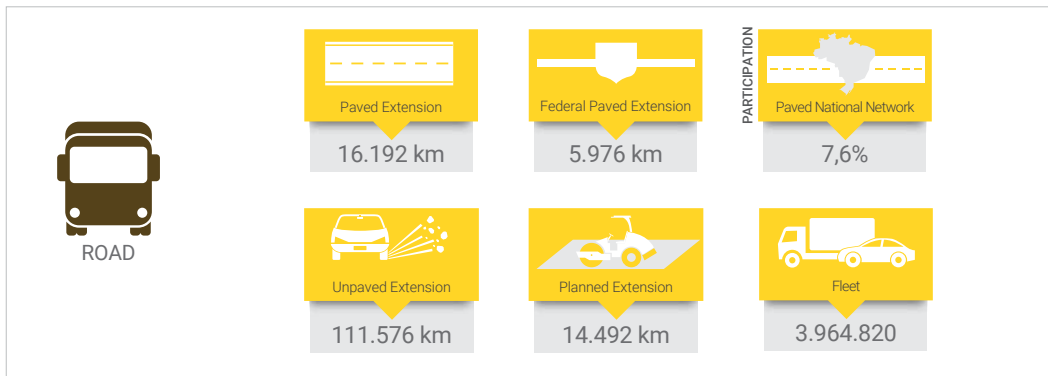 ROAD
Paved Extension
16.192 km
Federal Paved Extension
5.976 km
PARTICIPATION
Paved National Network
7,6%
Unpaved Extension
111.576 km
Planned Extension
14.492 km
Fleet
3.964.820